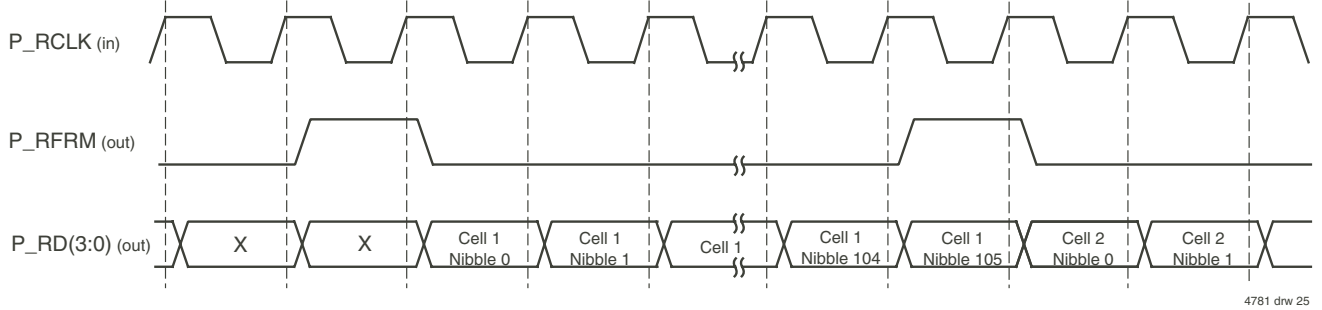 P_RCLK (in)
P_RFRM (out)
P_RD(3:0) (out)
X
X
Cell 1
Nibble 0
Cell 1
Nibble 1
Cell 1
Cell 1
Nibble 104
Cell 1
Nibble 105
Cell 2
Nibble 0
Cell 2
Nibble 1
4781 drw 25